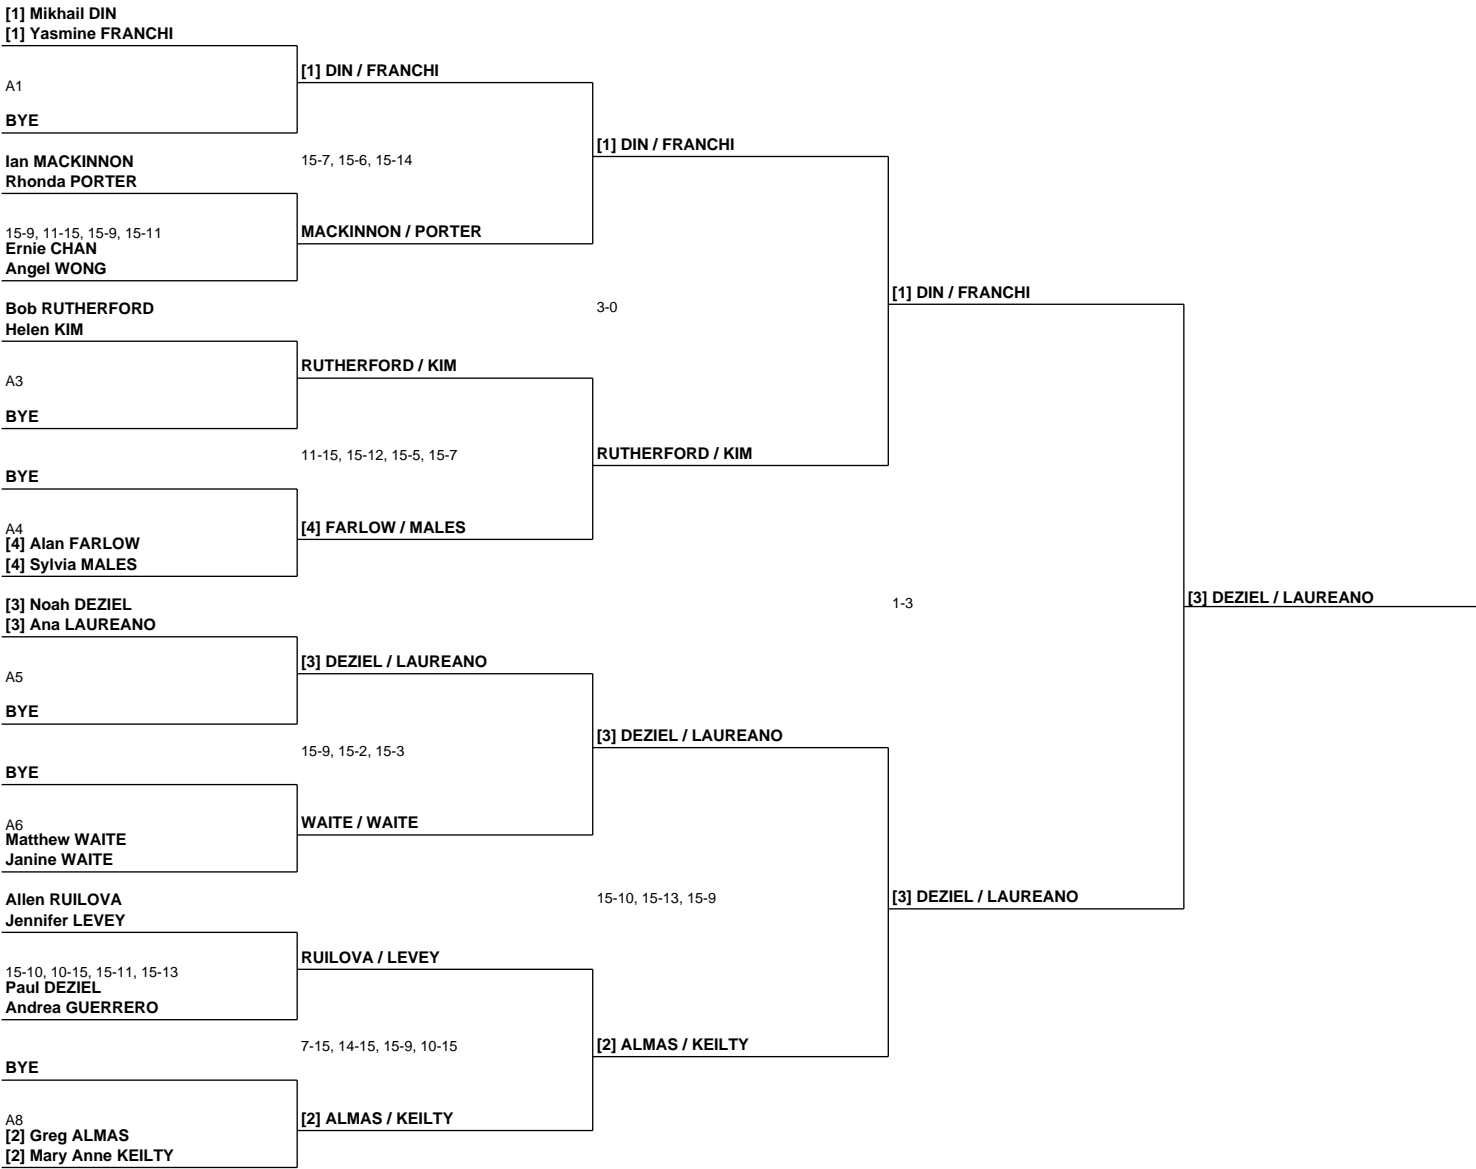 [1] Mikhail DIN
[1] Yasmine FRANCHI
A1
BYE
[1] DIN / FRANCHI
Ian MACKINNON
Rhonda PORTER
15-9, 11-15, 15-9, 15-11
Ernie CHAN
Angel WONG
15-7, 15-6, 15-14
MACKINNON / PORTER
[1] DIN / FRANCHI
Bob RUTHERFORD
Helen KIM
A3
BYE
RUTHERFORD / KIM
BYE
A4
[4] Alan FARLOW
[4] Sylvia MALES
11-15, 15-12, 15-5, 15-7
[4] FARLOW / MALES
3-0
RUTHERFORD / KIM
[1] DIN / FRANCHI
[3] Noah DEZIEL
[3] Ana LAUREANO
A5
BYE
[3] DEZIEL / LAUREANO
BYE
A6
Matthew WAITE
Janine WAITE
15-9, 15-2, 15-3
WAITE / WAITE
[3] DEZIEL / LAUREANO
Allen RUILOVA
Jennifer LEVEY
15-10, 10-15, 15-11, 15-13
Paul DEZIEL
Andrea GUERRERO
RUILOVA / LEVEY
BYE
A8
[2] Greg ALMAS
[2] Mary Anne KEILTY
7-15, 14-15, 15-9, 10-15
[2] ALMAS / KEILTY
15-10, 15-13, 15-9
[2] ALMAS / KEILTY
1-3
[3] DEZIEL / LAUREANO
[3] DEZIEL / LAUREANO